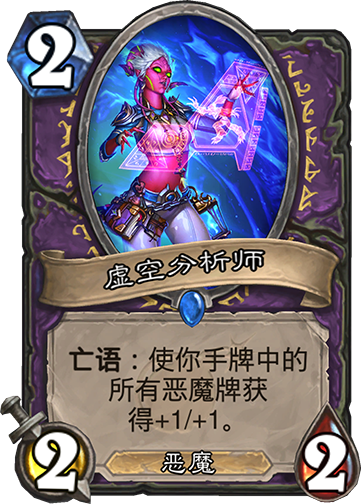 2
虚空分析师
亡语：使你手牌中的
所有恶魔牌获
得+1/+1。
2
恶魔
2